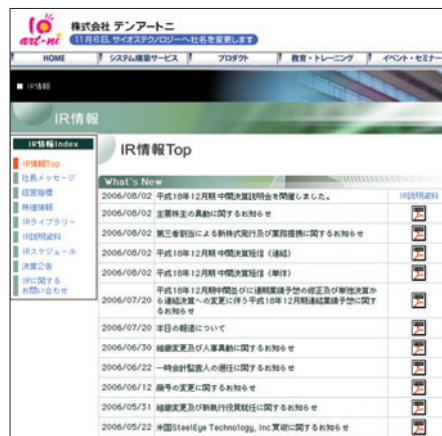 10
art-ni
株式会社 テンアートニ
11月6日、サイオステクノロジーへ社名を変更します
HOME
システム構築サービス
プロダクト
教育・トレーニング
イベント・セミナー
■ IR情報
IR情報
IR情報Index
IR情報Top
社長メッセージ
経営指標
株価情報
IRライブラリー
IR説明資料
IRスケジュール
決算公告
IRに関する
お問い合わせ
IR情報Top
What's New
2006/08/02 平成18年12月期 中間決算説明会を開催しました。 IR説明資料
2006/08/02 主要株主の異動に関するお知らせ
2006/08/02 第三者割当による新株式発行及び業務提携に関するお知らせ
2006/08/02 平成18年12月期 中間決算短信（連結）
2006/08/02 平成18年12月期 中間決算短信（単体）
2006/07/20 平成18年12月期中間並びに通期業績予想の修正及び単独決算か
ら連結決算への変更に伴う平成18年12月期連結業績予想に関す
るお知らせ
2006/07/20 本日の報道について
2006/06/30 組織変更及び人事異動に関するお知らせ
2006/06/22 一時会計監査人の選任に関するお知らせ
2006/06/12 商号の変更に関するお知らせ
2006/05/31 組織変更及び新執行役員就任に関するお知らせ
2006/05/22 米国SteelEye Technology, Inc.買収に関するお知らせ